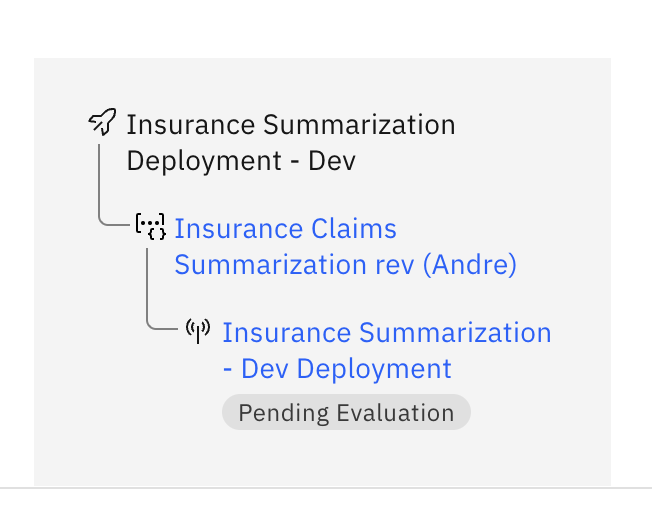 Insurance Summarization
Deployment - Dev
Insurance Claims
Summarization rev (Andre)
Insurance Summarization
- Dev Deployment
Pending Evaluation